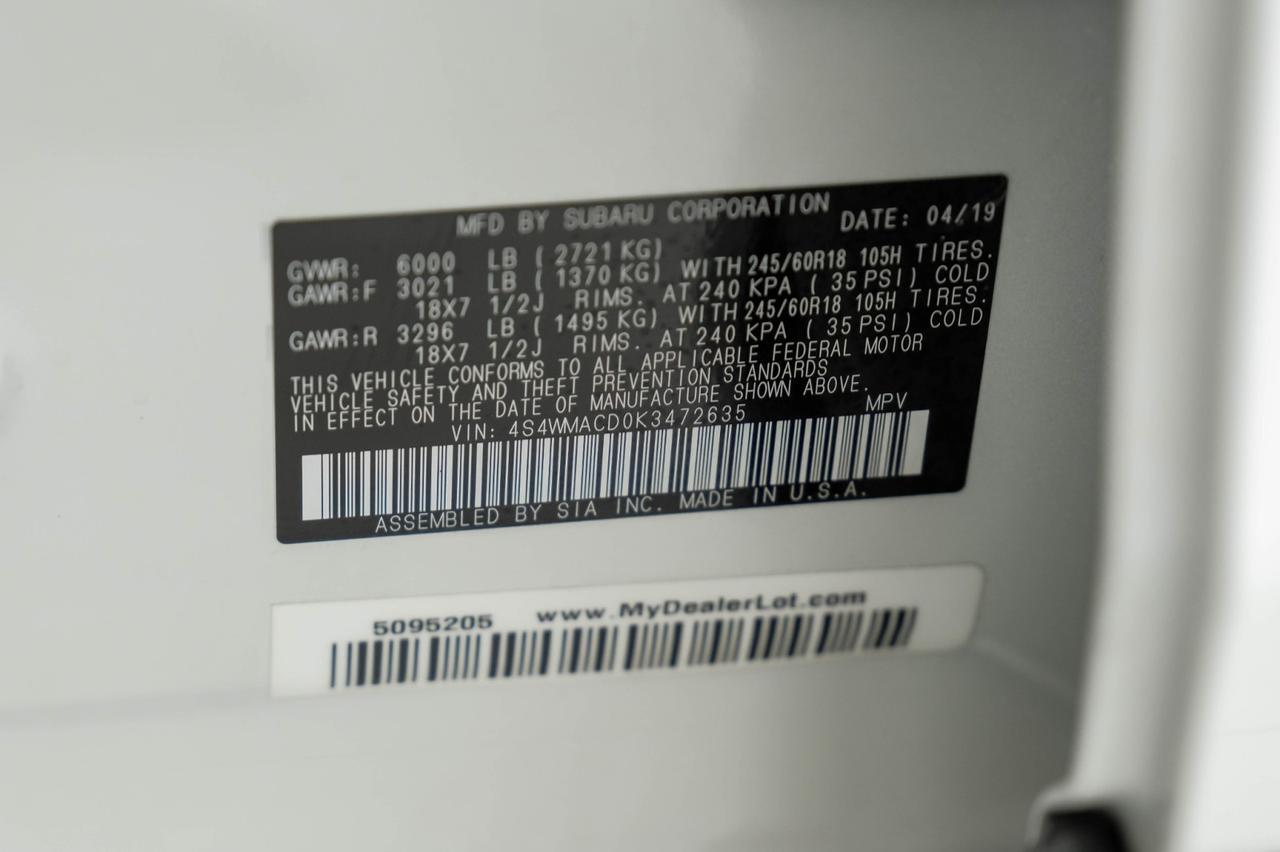 MFD BY SUBARU CORPORATION DATE: 04/19
GVWR: 6000 LB ( 2721 KG)
GAWR:F 3021 LB ( 1370 KG) WITH 245/60R18 105H TIRES.
18X7 1/2J RIMS. AT 240 KPA ( 35 PSI) COLD
GAWR:R 3296 LB ( 1495 KG) WITH 245/60R18 105H TIRES.
18X7 1/2J RIMS. AT 240 KPA ( 35 PSI) COLD
THIS VEHICLE CONFORMS TO ALL APPLICABLE FEDERAL MOTOR
VEHICLE SAFETY AND THEFT PREVENTION STANDARDS
IN EFFECT ON THE DATE OF MANUFACTURE SHOWN ABOVE.
VIN: 4S4WMACD0K3472635 MPV
ASSEMBLED BY SIA INC. MADE IN U.S.A.
5095205 www.MyDealerLot.com